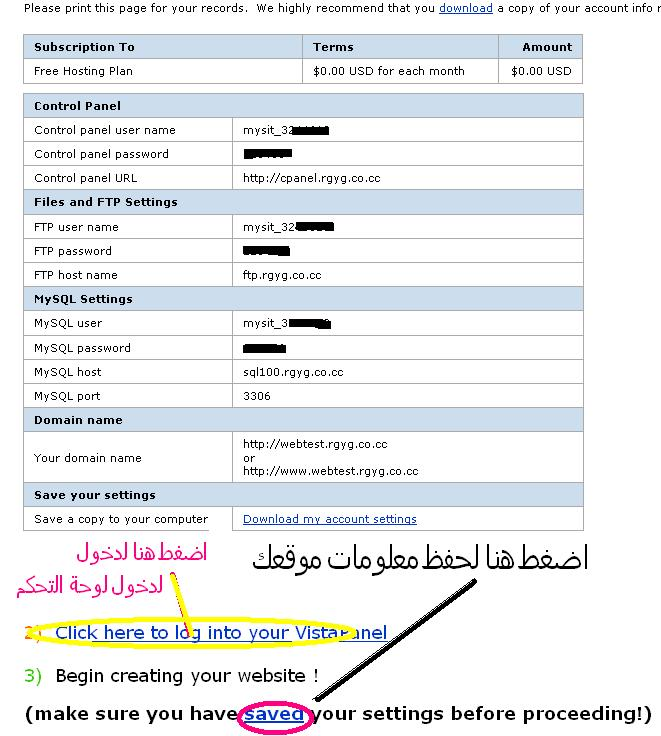 Please print this page for your records. We highly recommend that you download a copy of your account info
Subscription To Terms Amount
Free Hosting Plan $0.00 USD for each month $0.00 USD
Control Panel
Control panel user name mysit_32
Control panel password
Control panel URL http://cpanel.rgyg.co.cc
Files and FTP Settings
FTP user name mysit_32
FTP password
FTP host name ftp.rgyg.co.cc
MySQL Settings
MySQL user mysit_3
MySQL password
MySQL host sql100.rgyg.co.cc
MySQL port 3306
Domain name
Your domain name
http://webtest.rgyg.co.cc
or
http://www.webtest.rgyg.co.cc
Save your settings
Save a copy to your computer Download my account settings
اضغط هنا لحفظ معلومات موقعك
اضغط هنا لدخول
لدخول لوحة التحكم
2) Click here to log into your VistaPanel
3) Begin creating your website !
(make sure you have saved your settings before proceeding!)